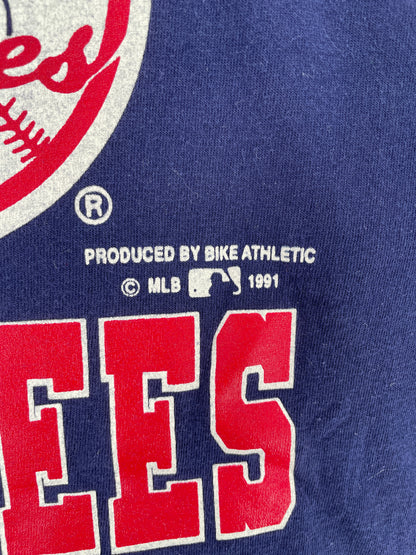 es
®
PRODUCED BY BIKE ATHLETIC
© MLB 1991
EES